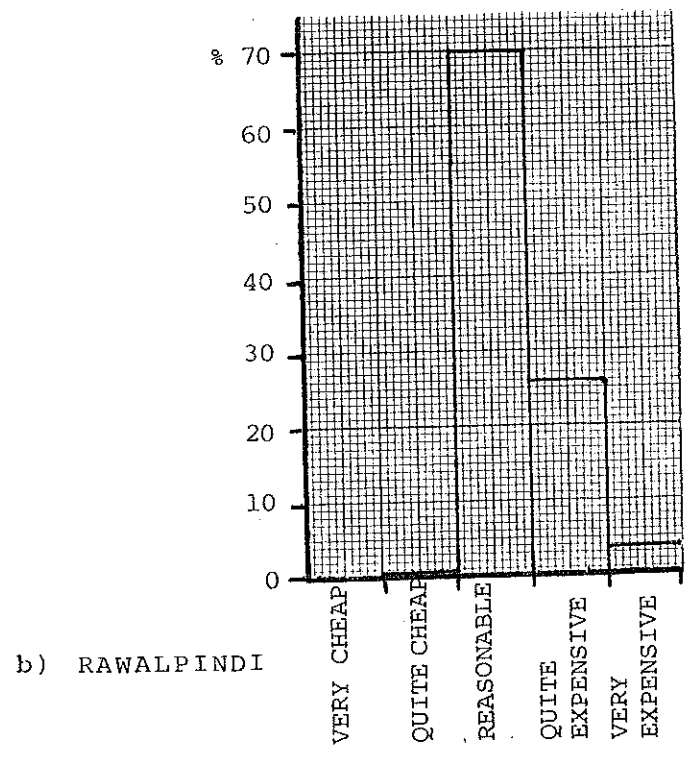 % 70
60
50
40
30
20
10
0
VERY CHEAP
QUITE CHEAP
REASONABLE
QUITE
EXPENSIVE
VERY
EXPENSIVE
b) RAWALPINDI